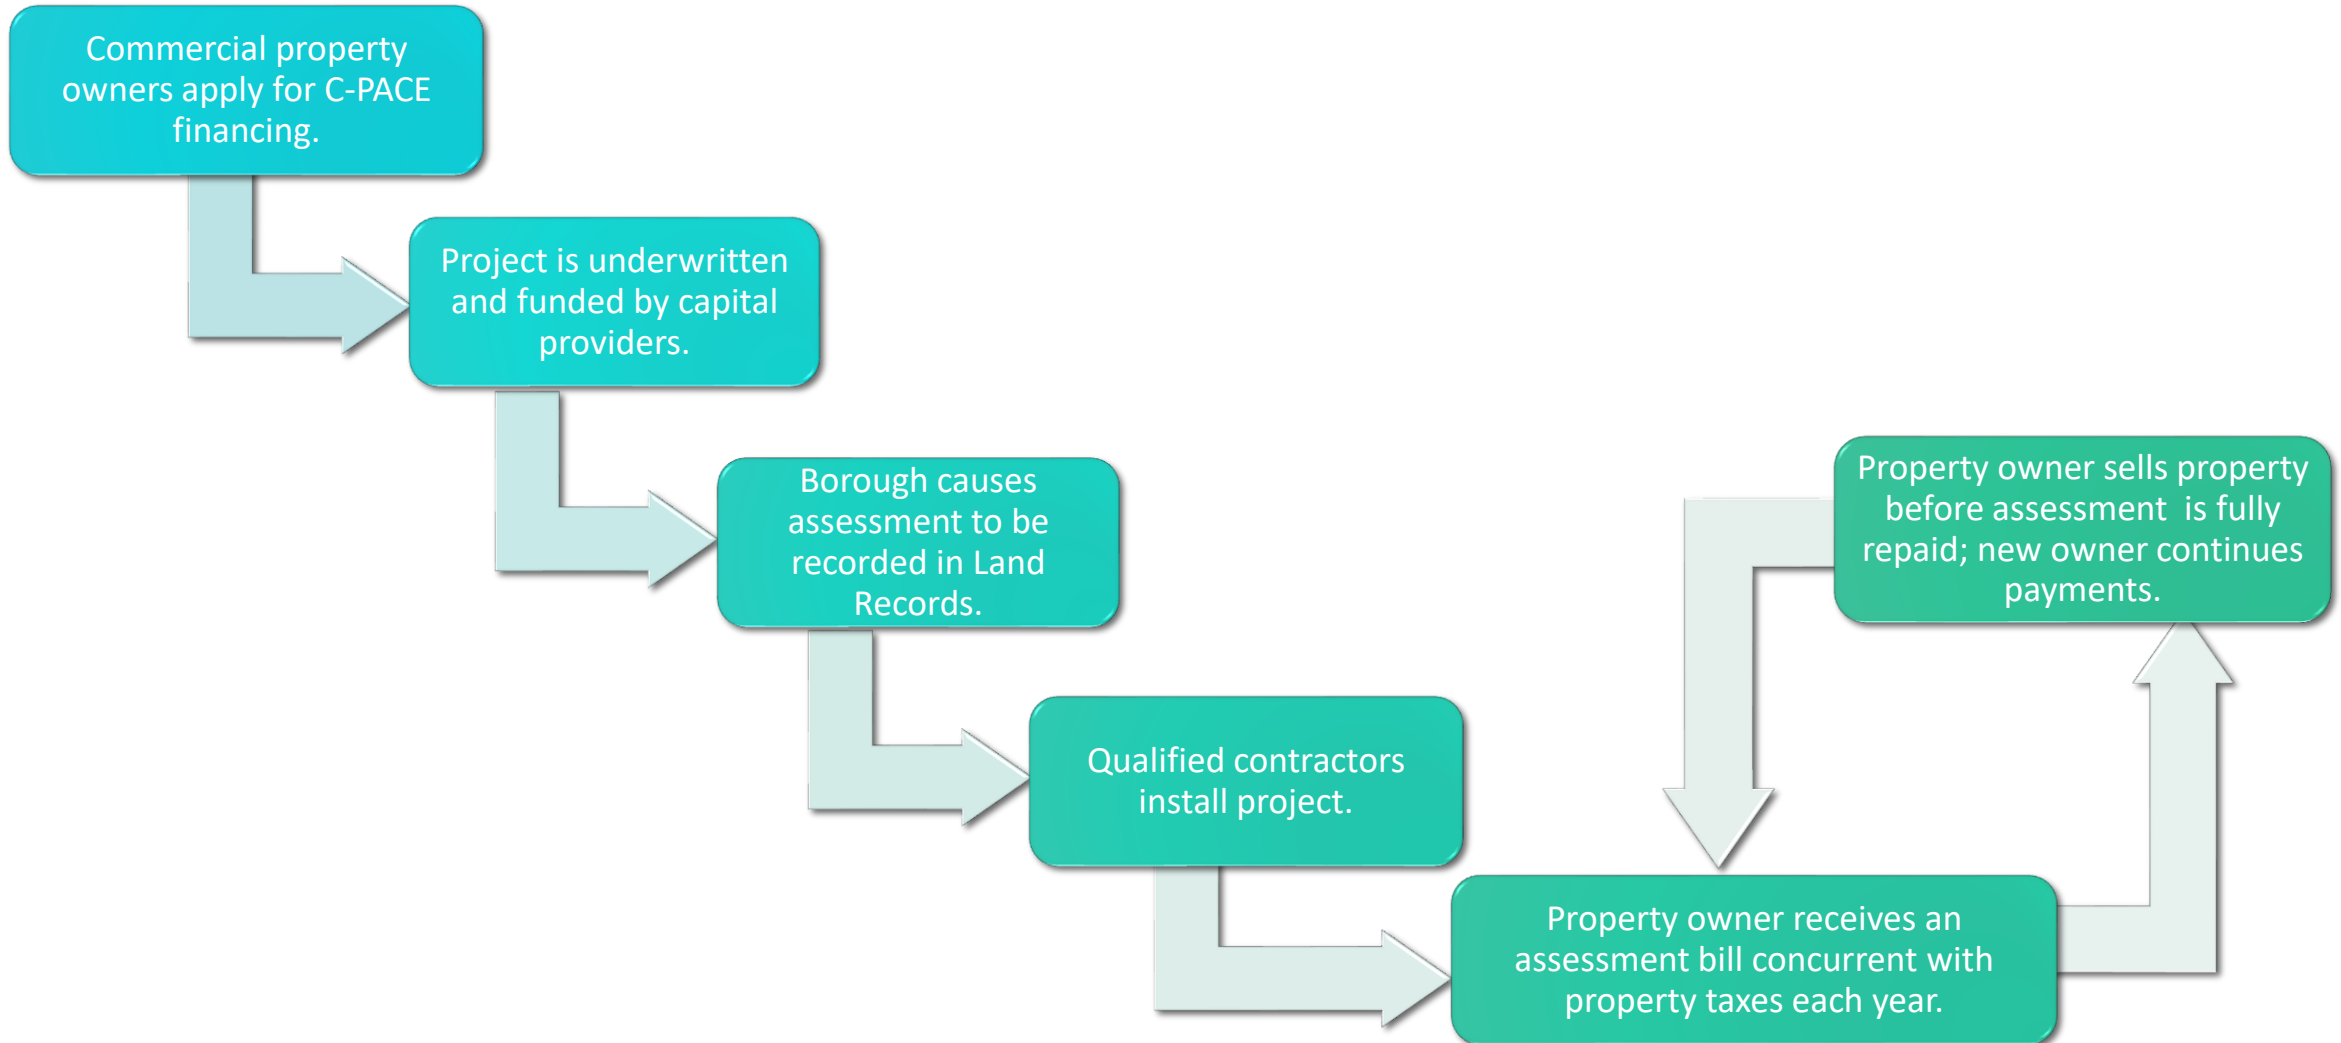 Commercial property
owners apply for C-PACE
financing.
Project is underwritten
and funded by capital
providers.
Borough causes
assessment to be
recorded in Land
Records.
Qualified contractors
install project.
Property owner receives an
assessment bill concurrent with
property taxes each year.
Property owner sells property
before assessment  is fully
repaid; new owner continues
payments.